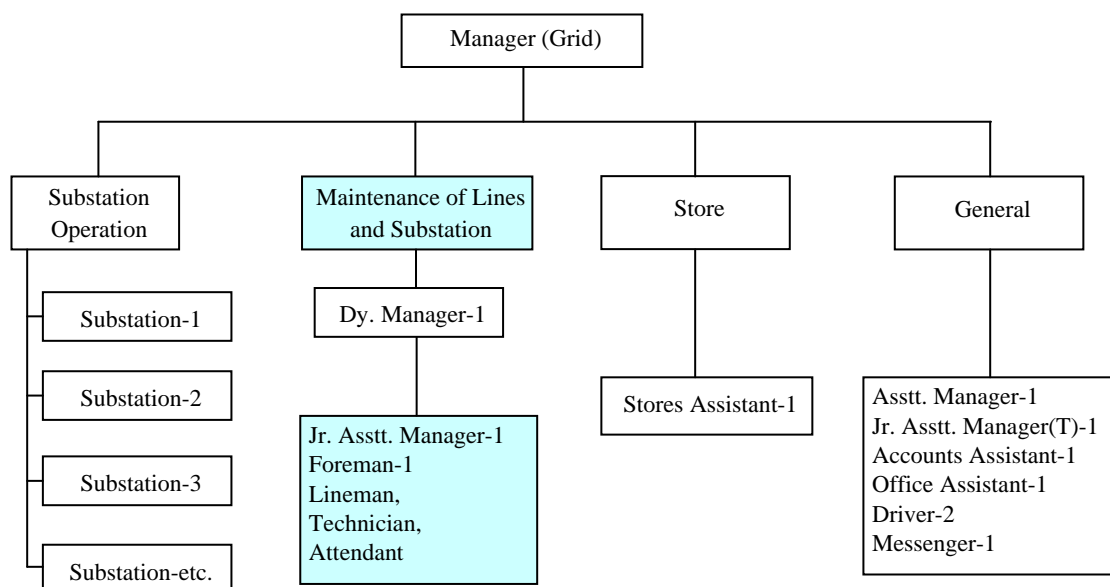 Manager (Grid)
Substation
Operation
Maintenance of Lines
and Substation
Store
General
Substation-1
Substation-2
Substation-3
Substation-etc.
Dy. Manager-1
Jr. Asstt. Manager-1
Foreman-1
Lineman,
Technician,
Attendant
Stores Assistant-1
Asstt. Manager-1
Jr. Asstt. Manager(T)-1
Accounts Assistant-1
Office Assistant-1
Driver-2
Messenger-1